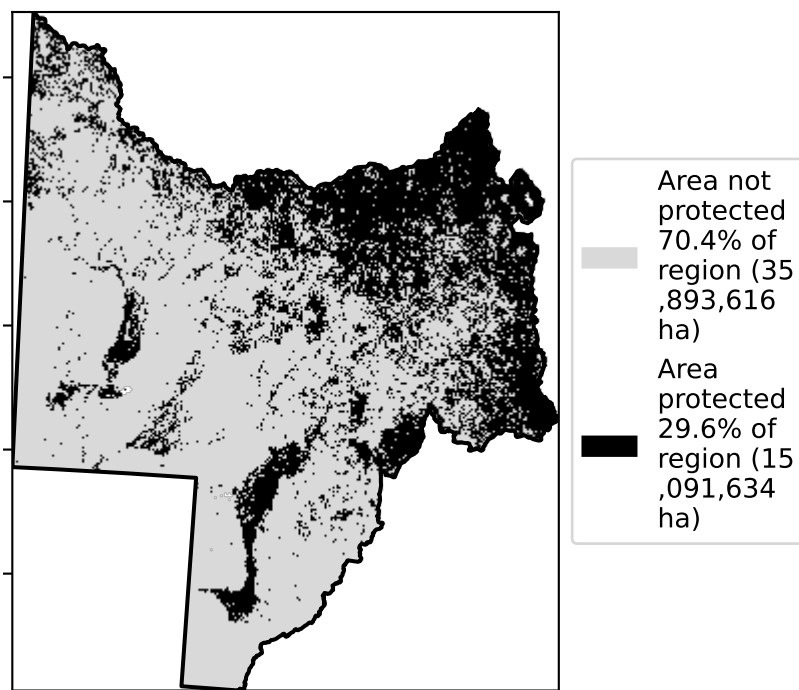 Area not
protected
70.4% of
region (35
,893,616
ha)
Area
protected
29.6% of
region (15
,091,634
ha)